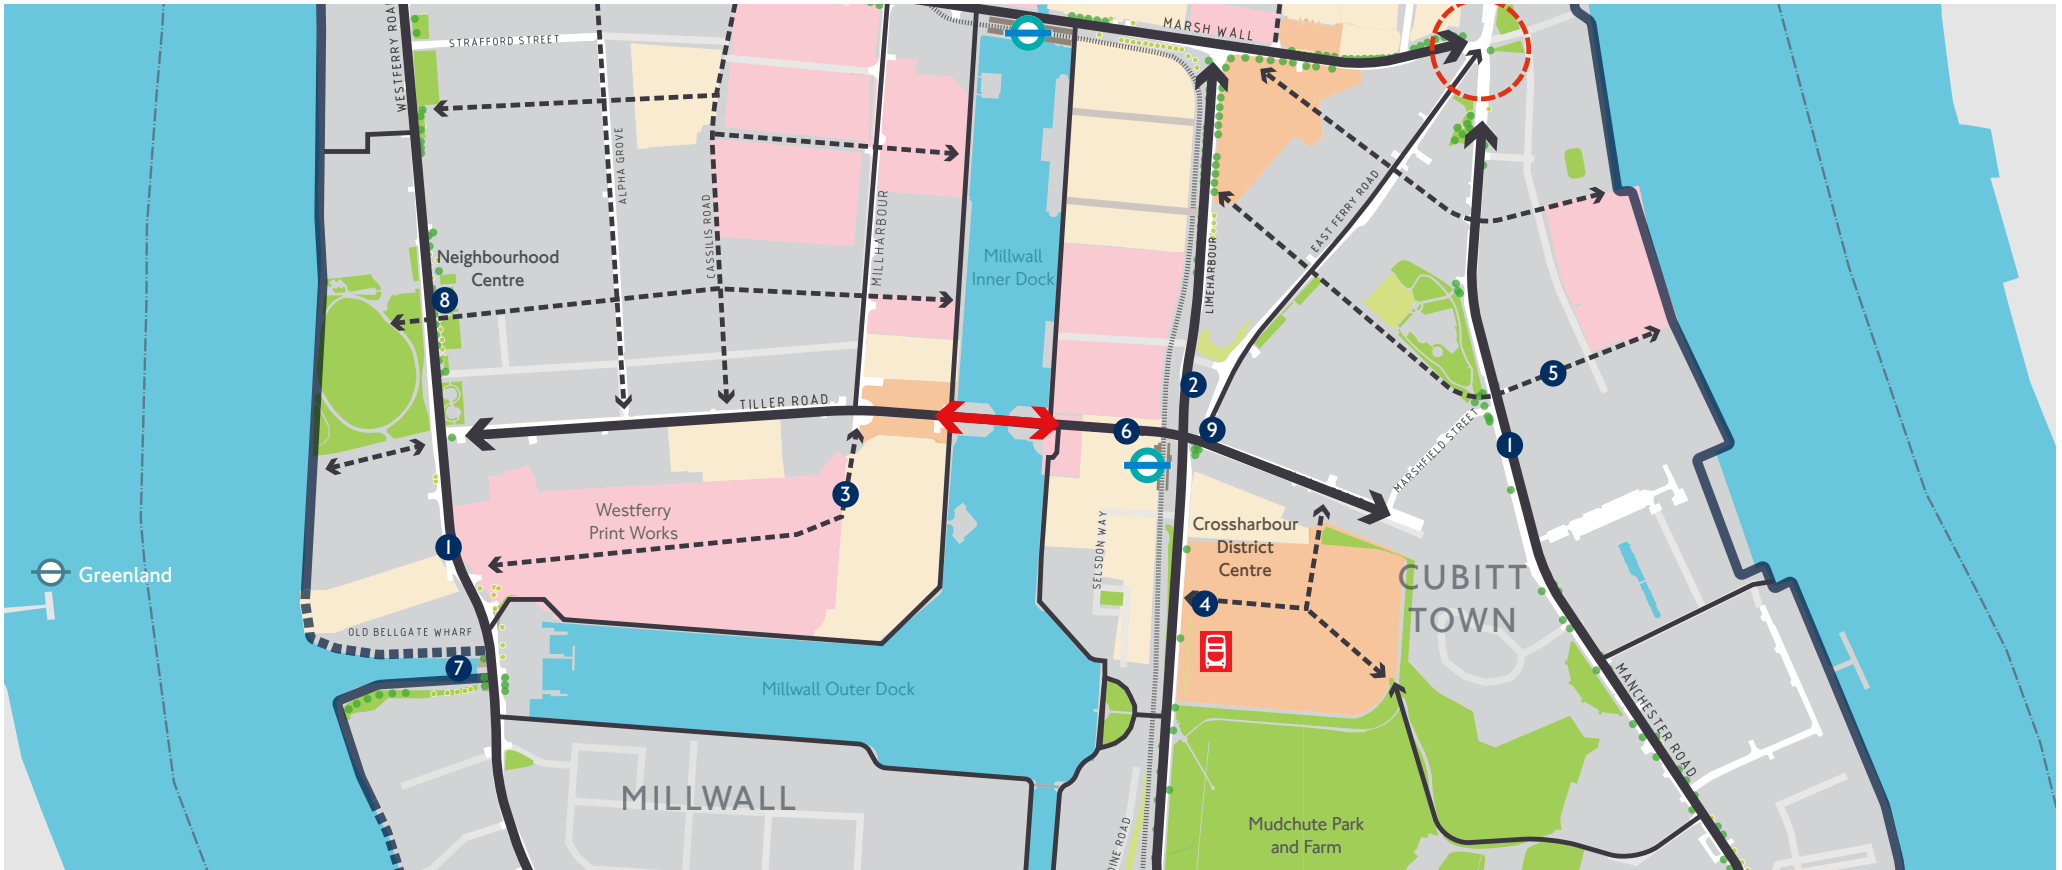 MARSH WALL
WESTFERRY ROA
STRAFFORD STREET
ALPHA GROVE
CASSILIS ROAD
MILLHARBOUR
Neighbourhood
Centre
8
Millwall
Inner Dock
LIMEHARBOUR
EAST FERRY ROAD
2
5
TILLER ROAD
6
9
MARSHFIELD STREET
1
3
Westferry
Print Works
1
SELSDON WAY
Crossharbour
District
Centre
4
CUBITT
TOWN
Greenland
OLD BELLGATE WHARF
7
Millwall Outer Dock
MANCHESTER ROAD
MILLWALL
Mudchute Park
and Farm
DINE ROAD